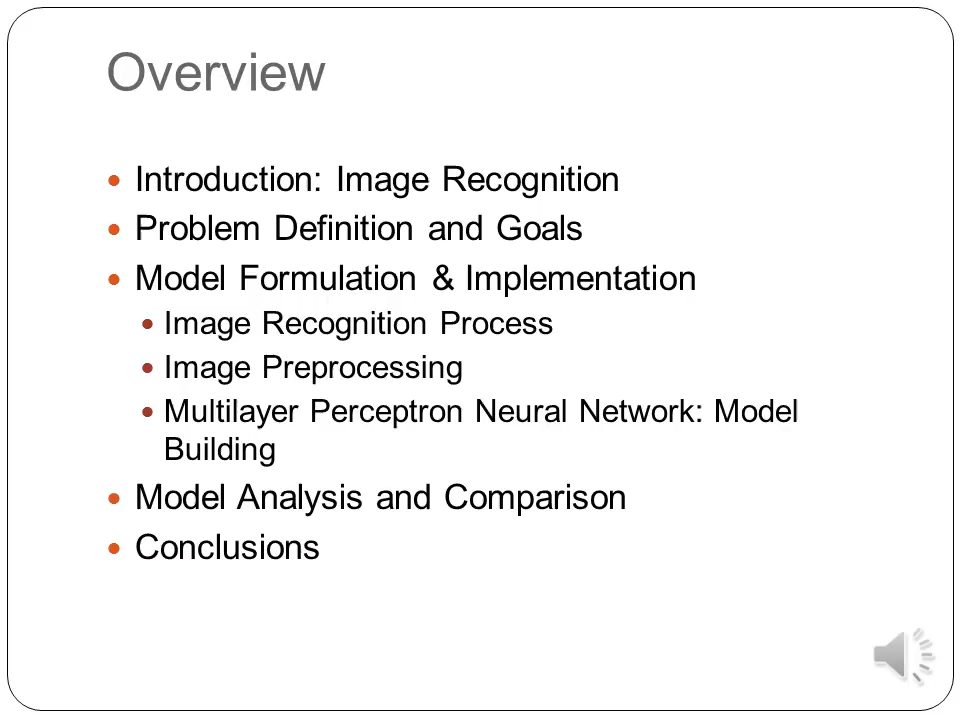 Overview
Introduction: Image Recognition
Problem Definition and Goals
Model Formulation & Implementation
Image Recognition Process
Image Preprocessing
Multilayer Perceptron Neural Network: Model
Building
Model Analysis and Comparison
Conclusions